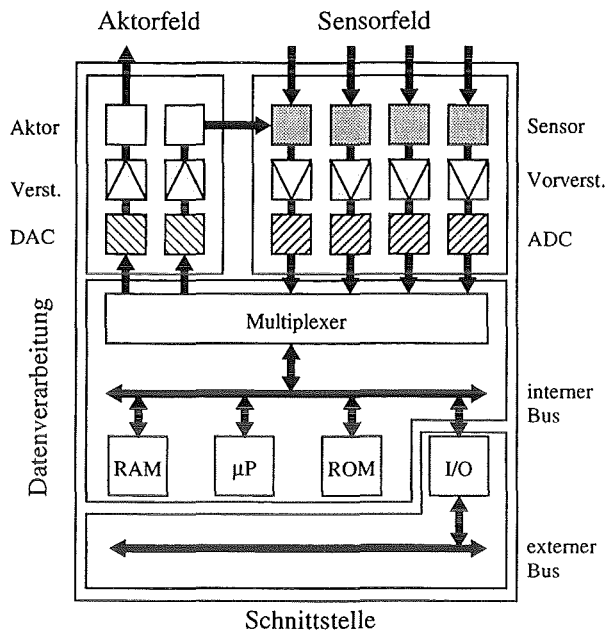 Aktorfeld
Sensorfeld
Aktor
Sensor
Verst.
Vorverst.
DAC
ADC
Datenverarbeitung
Multiplexer
interner
Bus
RAM
µP
ROM
I/O
externer
Bus
Schnittstelle